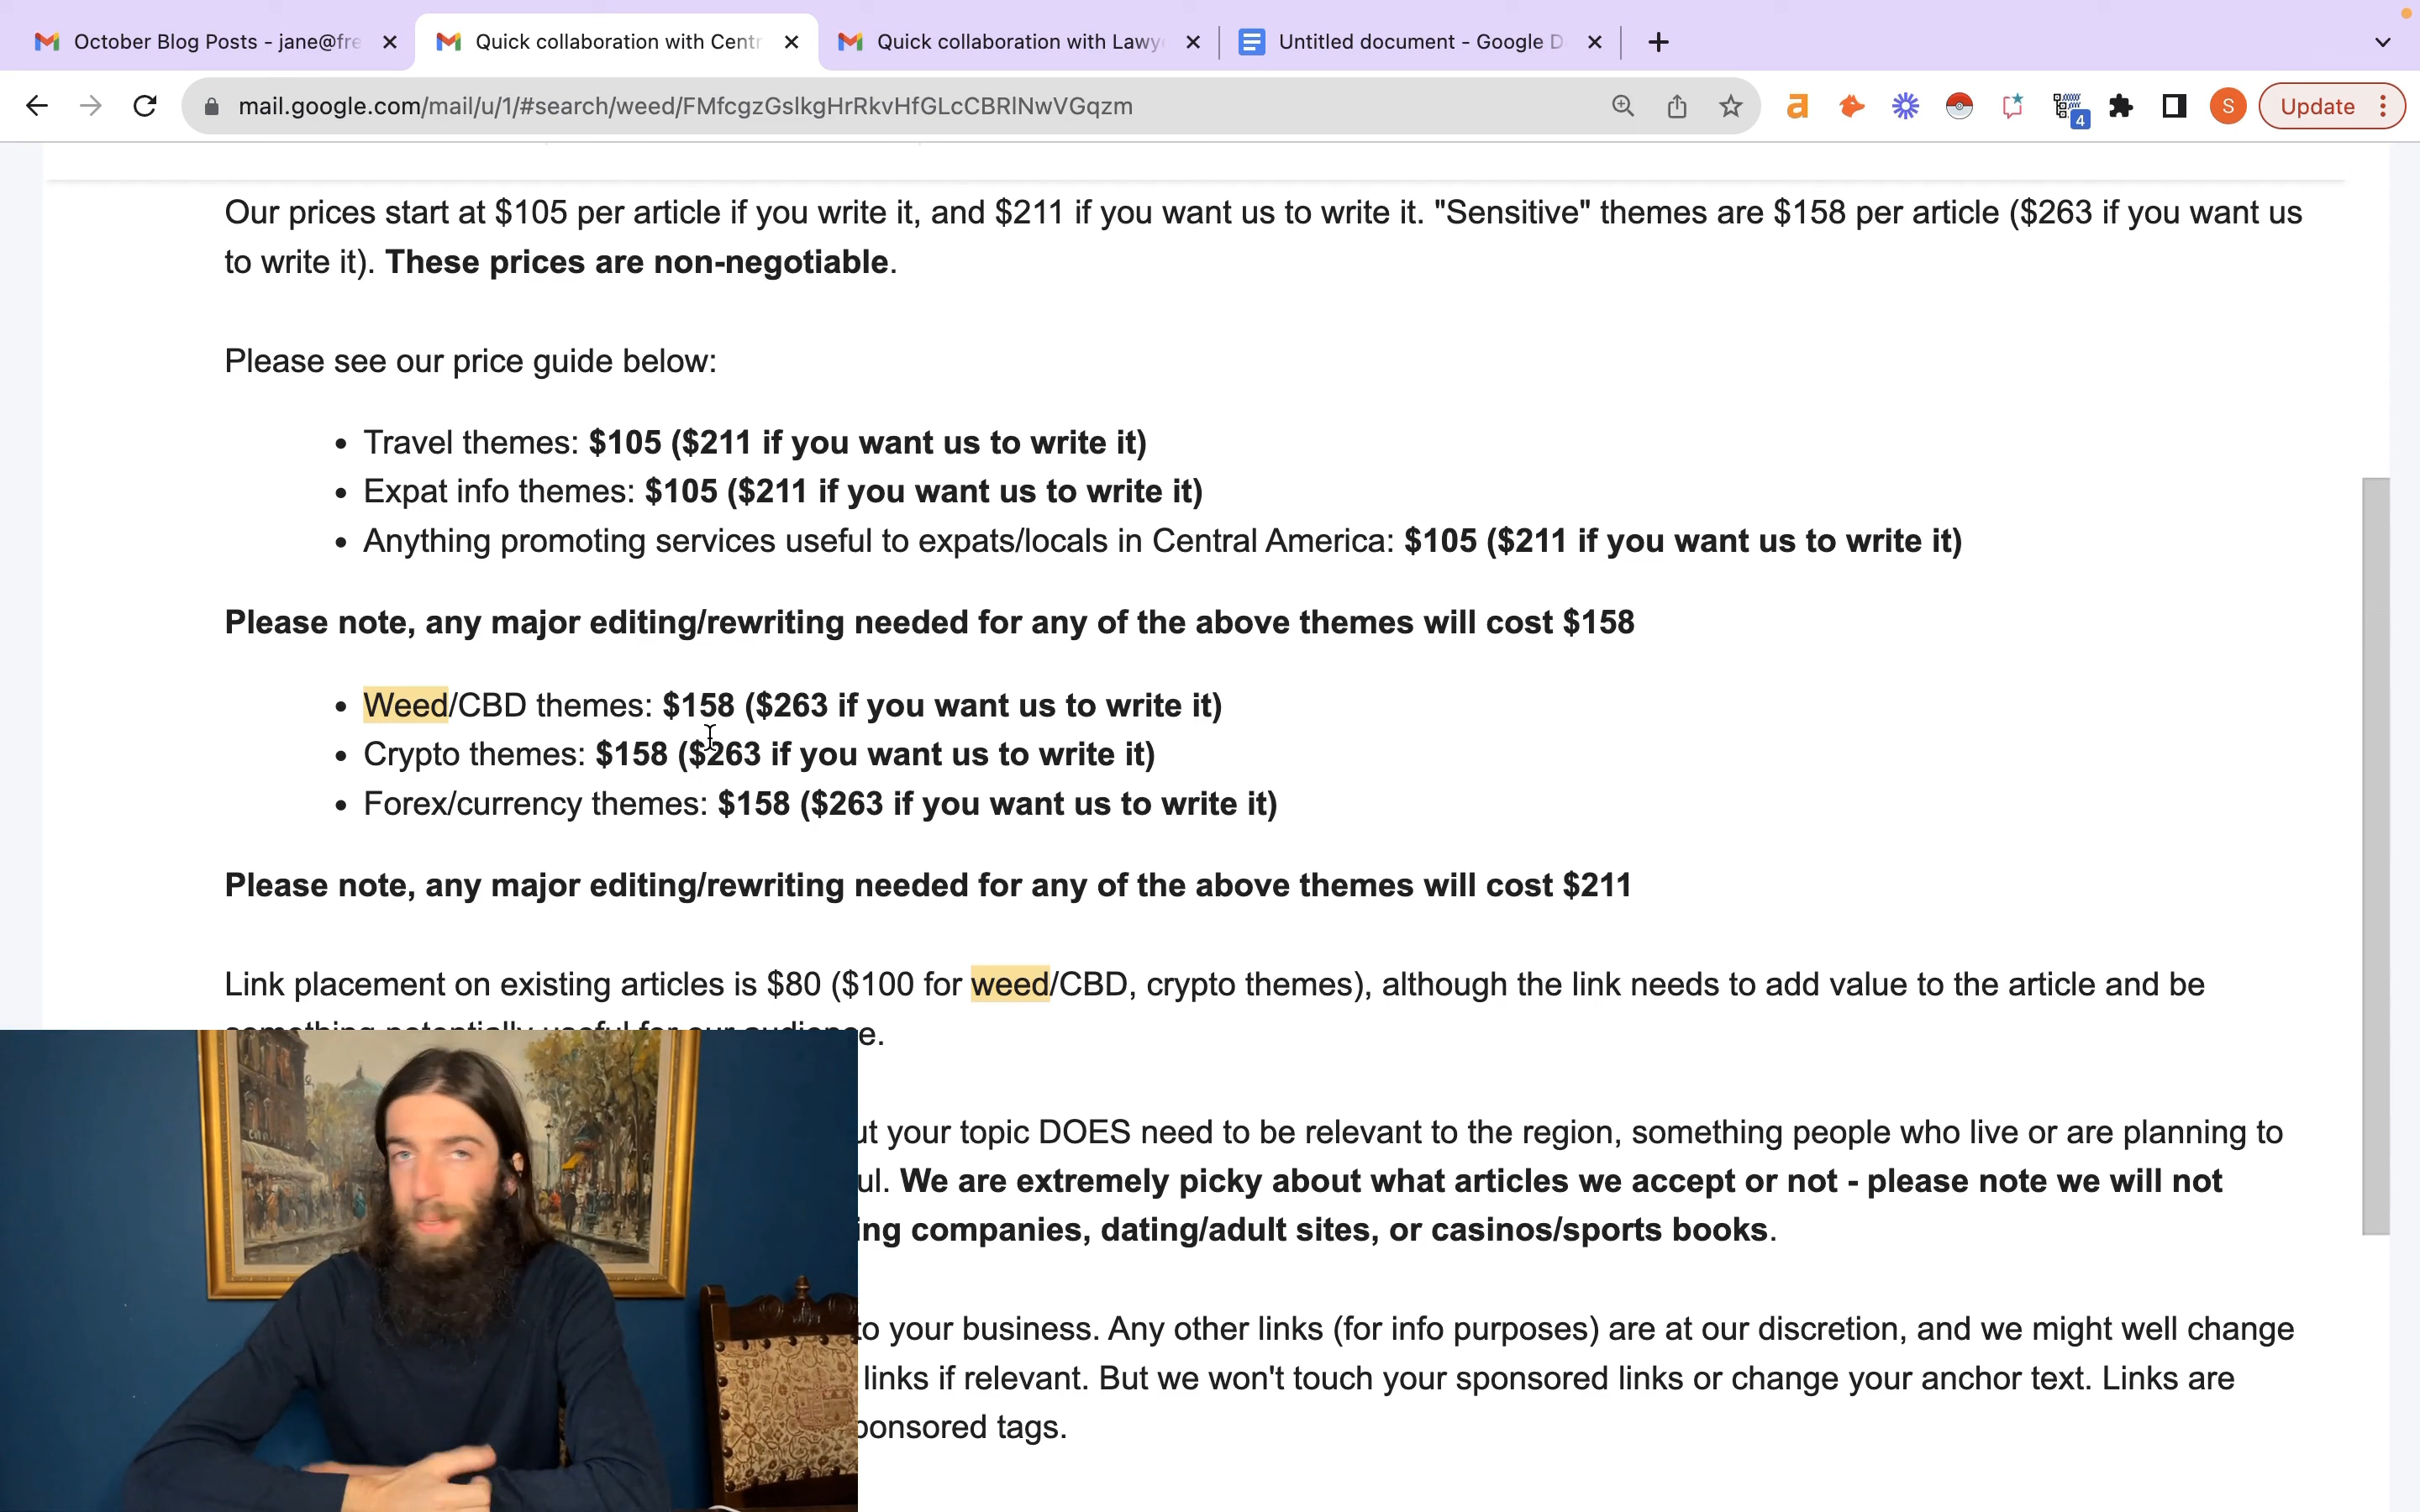 October Blog Posts - jane@fre
Quick collaboration with Centr
Quick collaboration with Lawy
Untitled document - Google D
mail.google.com/mail/u/1/#search/weed/FMfcgzGslkgHrRkvHfGLcCBRlNwVGqzm
a
4
S
Update
Our prices start at $105 per article if you write it, and $211 if you want us to write it. "Sensitive" themes are $158 per article ($263 if you want us
to write it). These prices are non-negotiable.
Please see our price guide below:
• Travel themes: $105 ($211 if you want us to write it)
• Expat info themes: $105 ($211 if you want us to write it)
• Anything promoting services useful to expats/locals in Central America: $105 ($211 if you want us to write it)
Please note, any major editing/rewriting needed for any of the above themes will cost $158
• Weed/CBD themes: $158 ($263 if you want us to write it)
• Crypto themes: $158 ($263 if you want us to write it)
• Forex/currency themes: $158 ($263 if you want us to write it)
Please note, any major editing/rewriting needed for any of the above themes will cost $211
Link placement on existing articles is $80 ($100 for weed/CBD, crypto themes), although the link needs to add value to the article and be
something potentially useful for our audience.
ut your topic DOES need to be relevant to the region, something people who live or are planning to
ul. We are extremely picky about what articles we accept or not - please note we will not
ing companies, dating/adult sites, or casinos/sports books.
to your business. Any other links (for info purposes) are at our discretion, and we might well change
links if relevant. But we won't touch your sponsored links or change your anchor text. Links are
ponsored tags.